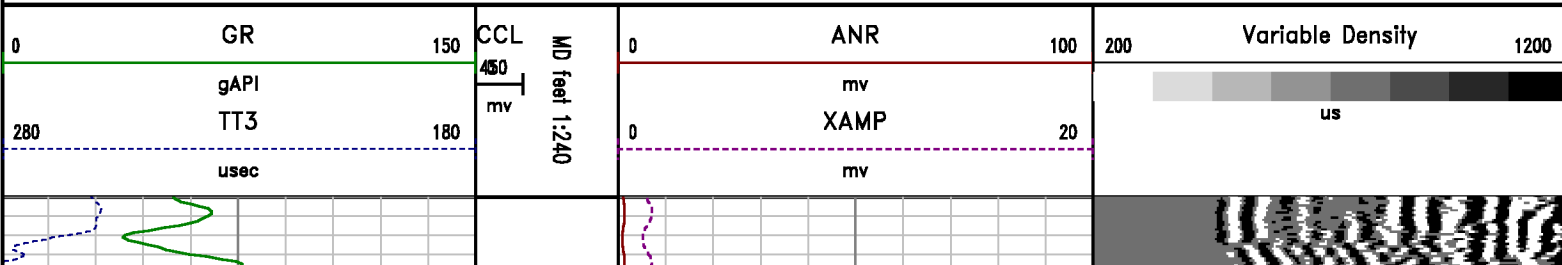 GR
0 150
gAPI
TT3
280 180
usec
CCL
mv
MD feet 1:240
ANR
0 100
mv
XAMP
0 20
mv
Variable Density
200 1200
us